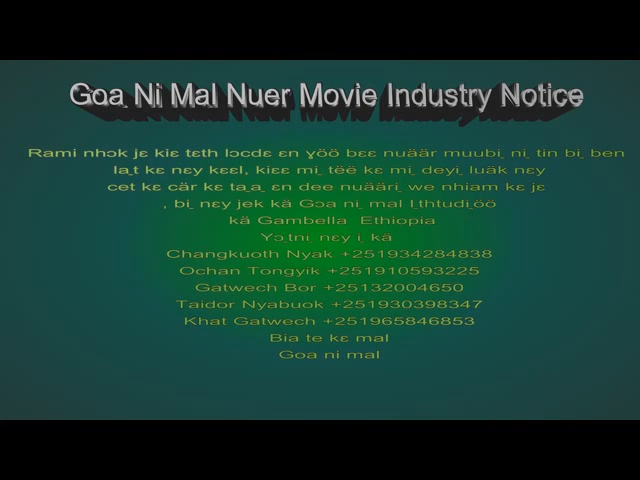 Goa̱ Ni Mal Nuer Movie Industry Notice
Rami nhɔk jɛ kiɛ tɛth lɔcdɛ ɛn ɣöö bɛɛ nuäär muubi̱ ni̱ tin bi̱ ben
la̱t kɛ nɛy kɛɛl, kiɛɛ mi̱ tëë kɛ mi̱ deyi̱ luäk nɛy
cet kɛ cär kɛ ta̱a̱ ɛn dee nuääri̱ we nhiam kɛ jɛ
, bi̱ nɛy jek kä Gɔa ni̱ mal I̱thtudi̱öö
kä Gambella Ethiopia
Yɔ̱tni̱ nɛy i̱ kä
Changkuoth Nyak +251934284838
Ochan Tongyik +251910593225
Gatwech Bor +25132004650
Taidor Nyabuok +251930398347
Khat Gatwech +251965846853
Bia te kɛ mal
Goa ni mal